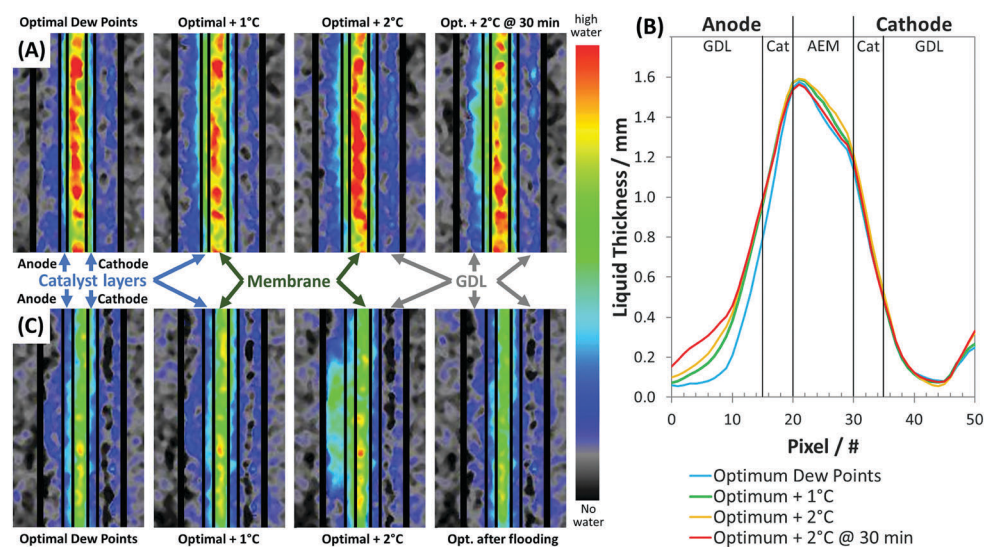 Optimal Dew Points
Optimal + 1°C
Optimal + 2°C
Opt. + 2°C @ 30 min
high
water
(A)
Anode
Cathode
Catalyst layers
Membrane
GDL
Anode
Cathode
(C)
No
water
Optimal Dew Points
Optimal + 1°C
Optimal + 2°C
Opt. after flooding
(B)
Anode
Cathode
GDL
Cat
AEM
Cat
GDL
Liquid Thickness / mm
1.6
1.4
1.2
1.0
0.8
0.6
0.4
0.2
0.0
0
10
20
30
40
50
Pixel / #
Optimum Dew Points
Optimum + 1°C
Optimum + 2°C
Optimum + 2°C @ 30 min